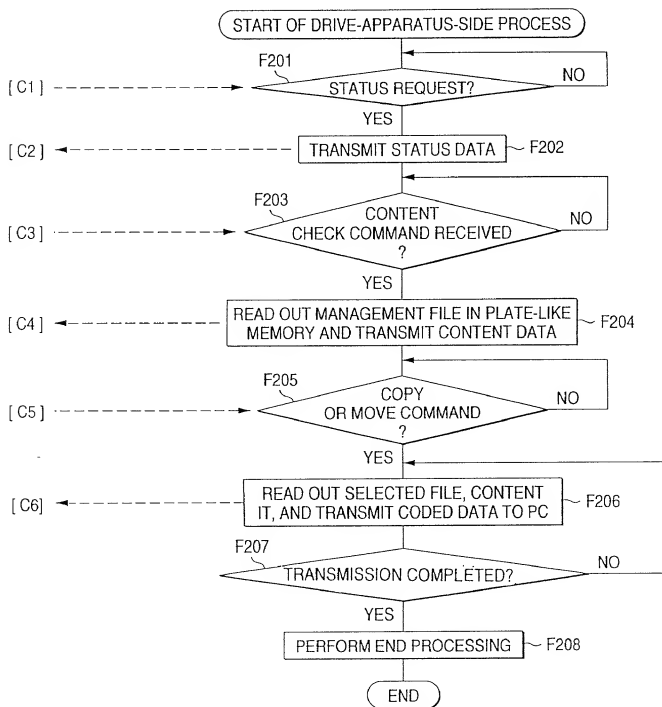 START OF DRIVE-APPARATUS-SIDE PROCESS
F201
[C1]
STATUS REQUEST?
NO
YES
[C2]
TRANSMIT STATUS DATA
F202
F203
[C3]
CONTENT
CHECK COMMAND RECEIVED
?
NO
YES
[C4]
READ OUT MANAGEMENT FILE IN PLATE-LIKE
MEMORY AND TRANSMIT CONTENT DATA
F204
F205
[C5]
COPY
OR MOVE COMMAND
?
NO
YES
[C6]
READ OUT SELECTED FILE, CONTENT
IT, AND TRANSMIT CODED DATA TO PC
F206
F207
TRANSMISSION COMPLETED?
NO
YES
PERFORM END PROCESSING
F208
END